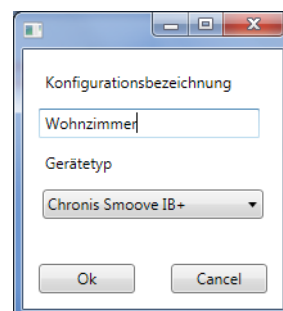 Konfigurationsbezeichnung
Wohnzimmer
Gerätetyp
Chronis Smoove IB+
Ok
Cancel